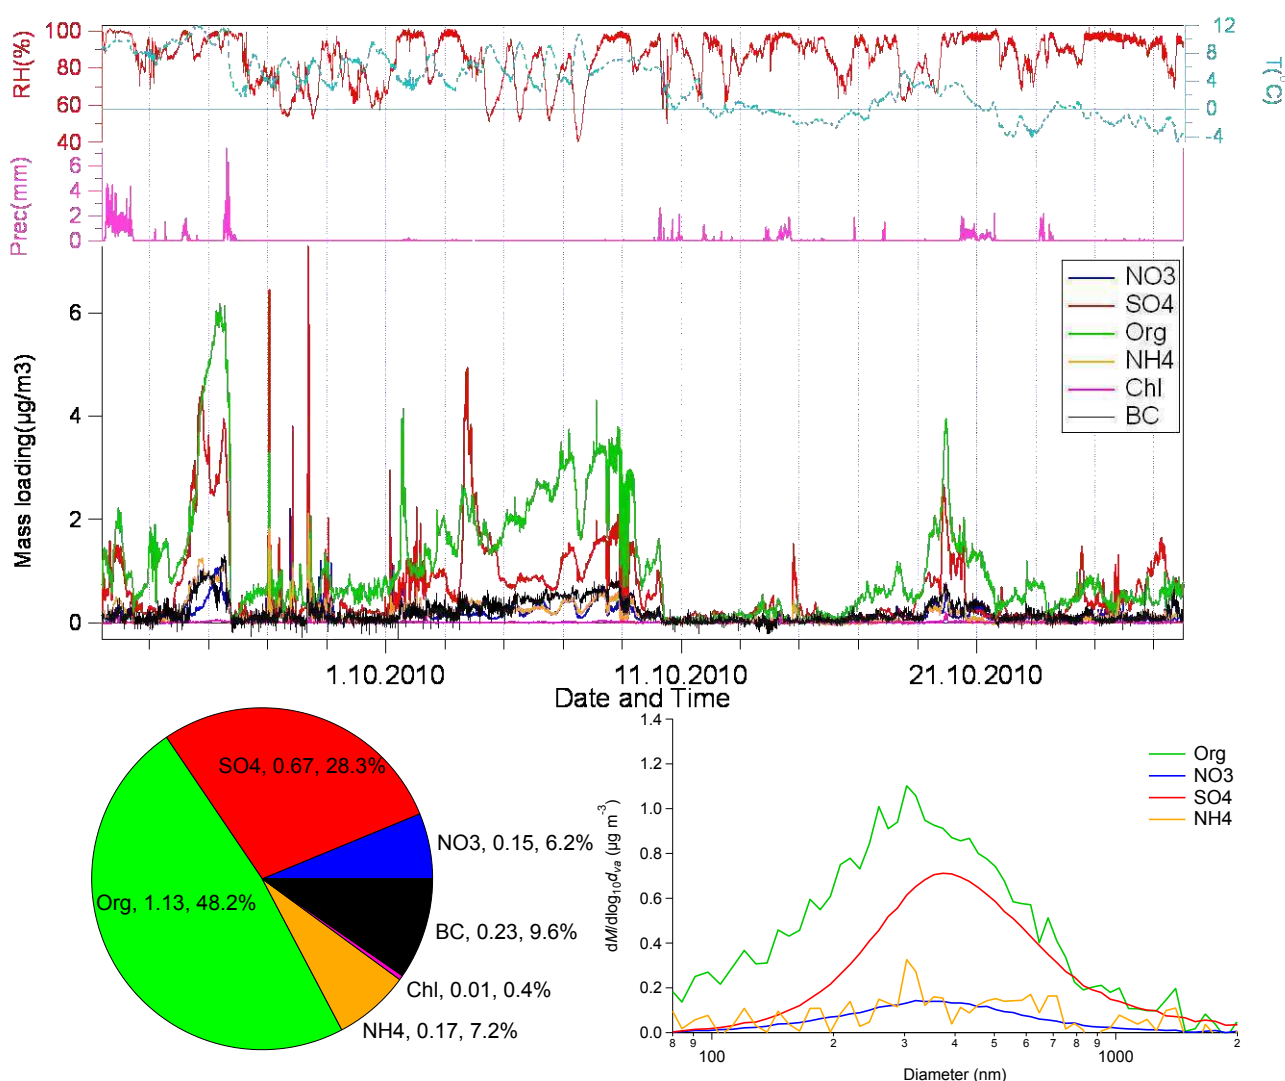 RH(%)
100
80
60
40
12
8
4
0
-4
T(°C)
Prec(mm)
6
4
2
0
Mass loading(µg/m3)
6
4
2
0
NO3
SO4
Org
NH4
Chl
BC
1.10.2010
11.10.2010
21.10.2010
Date and Time
SO4, 0.67, 28.3%
NO3, 0.15, 6.2%
Org, 1.13, 48.2%
BC, 0.23, 9.6%
Chl, 0.01, 0.4%
NH4, 0.17, 7.2%
dM/dlog10dva (µg m-3)
1.4
1.2
1.0
0.8
0.6
0.4
0.2
0.0
Org
NO3
SO4
NH4
8 9 2 3 4 5 6 7 8 9 2
100 1000
Diameter (nm)